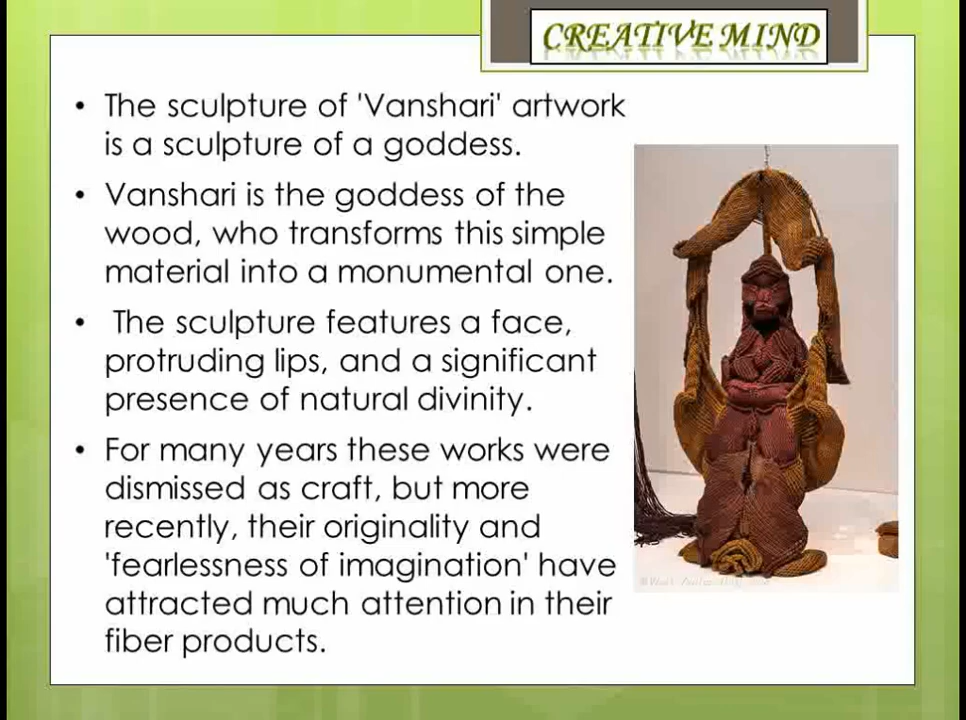 CREATIVE MIND
• The sculpture of 'Vanshari' artwork
is a sculpture of a goddess.
• Vanshari is the goddess of the
wood, who transforms this simple
material into a monumental one.
• The sculpture features a face,
protruding lips, and a significant
presence of natural divinity.
• For many years these works were
dismissed as craft, but more
recently, their originality and
'fearlessness of imagination' have
attracted much attention in their
fiber products.